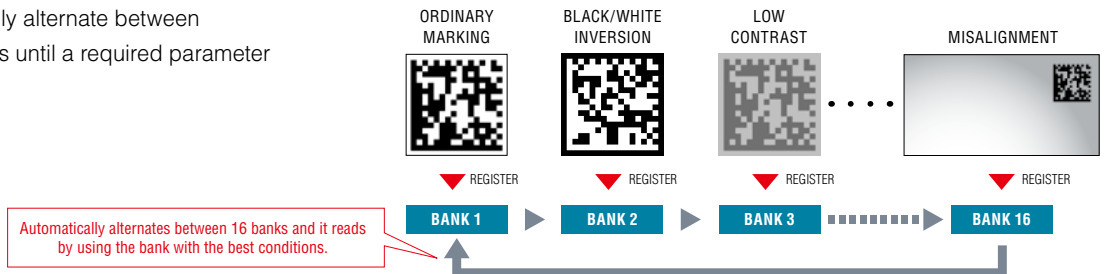 ly alternate between
s until a required parameter
ORDINARY
MARKING
BLACK/WHITE
INVERSION
LOW
CONTRAST
MISALIGNMENT
REGISTER
REGISTER
REGISTER
REGISTER
BANK 1
BANK 2
BANK 3
BANK 16
Automatically alternates between 16 banks and it reads
by using the bank with the best conditions.